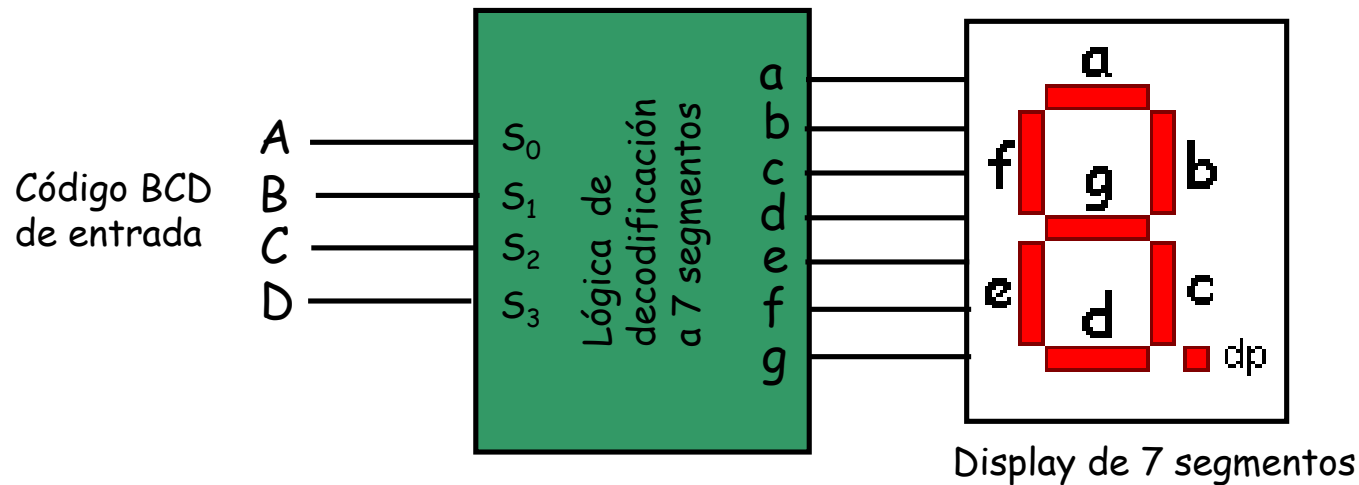 Código BCD
de entrada
A
B
C
D
S₀
S₁
S₂
S₃
Lógica de
decodificación
a 7 segmentos
a
b
c
d
e
f
g
a
f
g
b
e
d
c
dp
Display de 7 segmentos